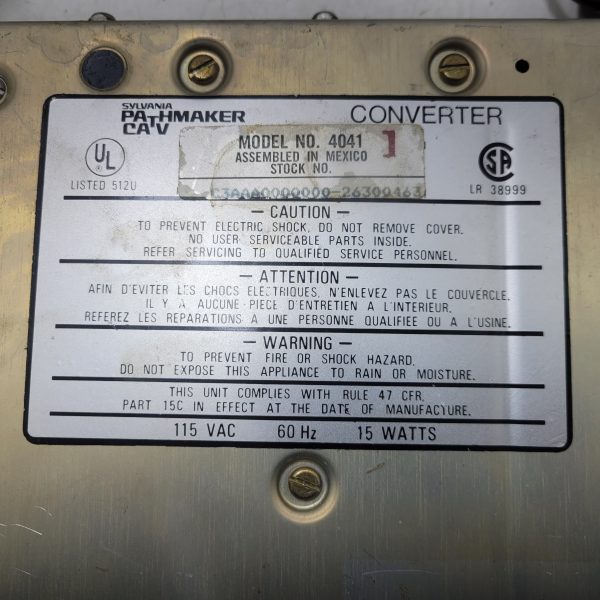 SYLVANIA
PATHMAKER
CATV
CONVERTER
UL
LISTED 512U
MODEL NO. 4041 ]
ASSEMBLED IN MEXICO
STOCK NO.
C3AAA0000000-26300463
SA
LR 38999
— CAUTION —
TO PREVENT ELECTRIC SHOCK, DO NOT REMOVE COVER.
NO USER SERVICEABLE PARTS INSIDE.
REFER SERVICING TO QUALIFIED SERVICE PERSONNEL.
— ATTENTION —
AFIN D'EVITER LES CHOCS ELECTRIQUES, N'ENLEVEZ PAS LE COUVERCLE.
IL Y A AUCUNE PIECE D'ENTRETIEN A L'INTERIEUR.
REFEREZ LES REPARATIONS A UNE PERSONNE QUALIFIEE OU A L'USINE.
— WARNING —
TO PREVENT FIRE OR SHOCK HAZARD,
DO NOT EXPOSE THIS APPLIANCE TO RAIN OR MOISTURE.
THIS UNIT COMPLIES WITH RULE 47 CFR,
PART 15C IN EFFECT AT THE DATE OF MANUFACTURE.
115 VAC 60 Hz 15 WATTS